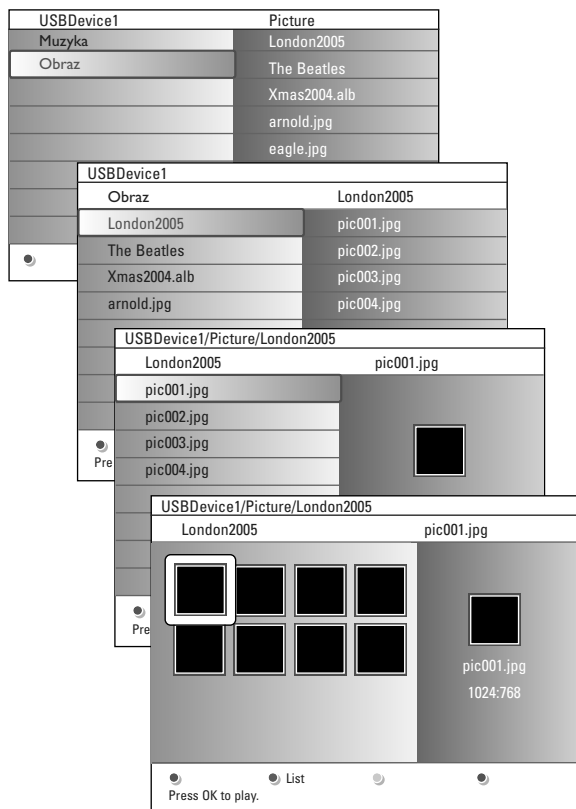 USBDevice1 Picture
Muzyka London2005
Obraz The Beatles
Xmas2004.alb
arnold.jpg
eagle.jpg
USBDevice1
Obraz London2005
London2005 pic001.jpg
The Beatles pic002.jpg
Xmas2004.alb pic003.jpg
arnold.jpg pic004.jpg
Pre
USBDevice1/Picture/London2005
London2005 pic001.jpg
pic001.jpg
pic002.jpg
pic003.jpg
pic004.jpg
Pre
USBDevice1/Picture/London2005
London2005 pic001.jpg
pic001.jpg
1024:768
List
Press OK to play.